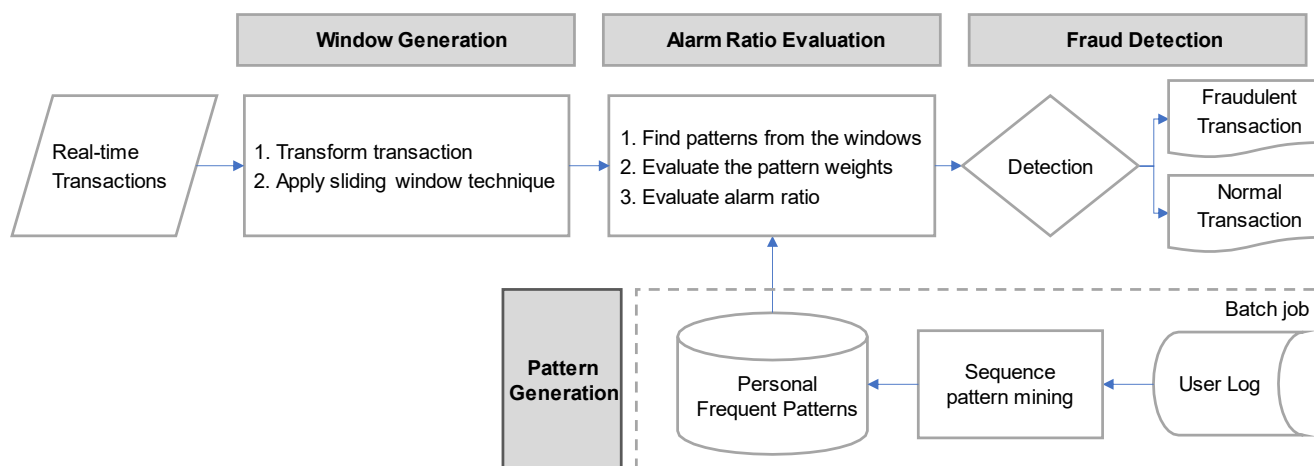 Window Generation
Alarm Ratio Evaluation
Fraud Detection
Real-time
Transactions
1. Transform transaction
2. Apply sliding window technique
1. Find patterns from the windows
2. Evaluate the pattern weights
3. Evaluate alarm ratio
Detection
Fraudulent
Transaction
Normal
Transaction
Pattern
Generation
Batch job
Personal
Frequent Patterns
Sequence
pattern mining
User Log